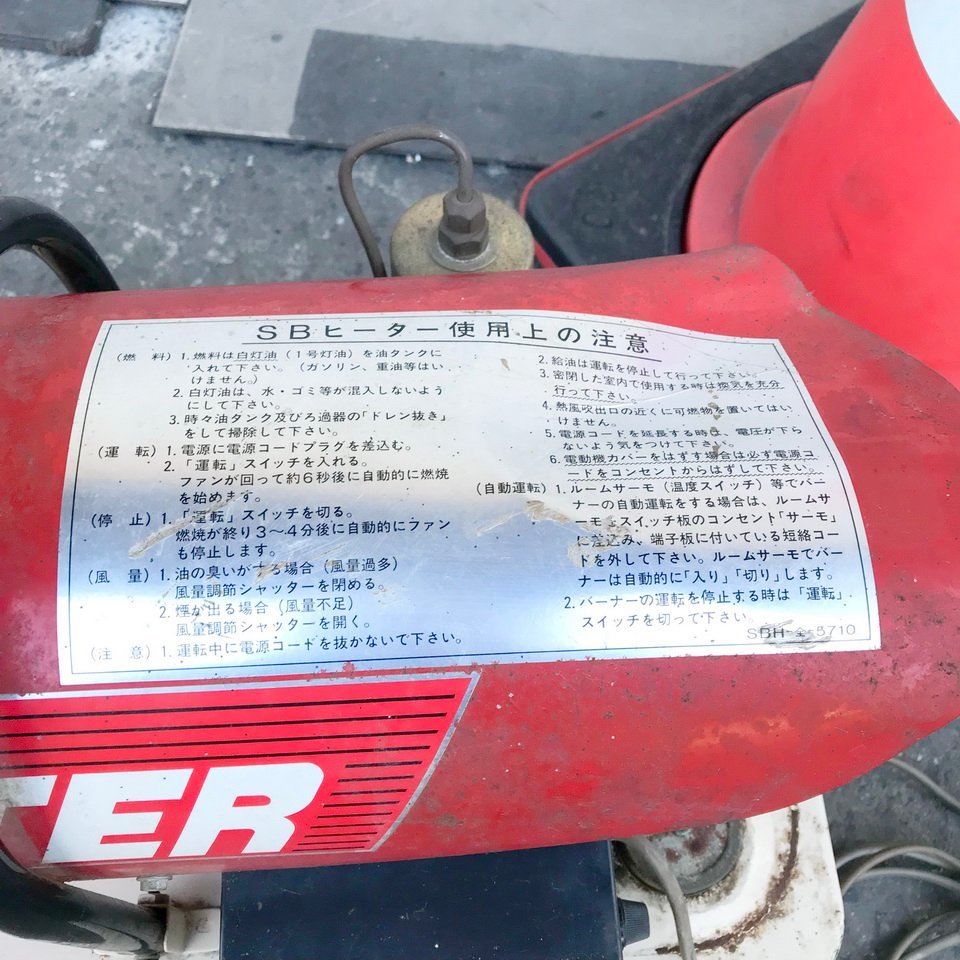 SBヒーター使用上の注意
(燃 料) 1. 燃料は白灯油（1号灯油）を油タンクに
入れて下さい。（ガソリン、重油等はい
けません。）
2. 白灯油は、水・ゴミ等が混入しないよう
にして下さい。
3. 時々油タンク及びろ過器の「ドレン抜き」
をして掃除して下さい。
(運 転) 1. 電源に電源コードプラグを差込む。
2. 「運転」スイッチを入れる。
ファンが回って約6秒後に自動的に燃焼
を始めます。
(停 止) 1. 「運転」スイッチを切る。
燃焼が終り3〜4分後に自動的にファン
も停止します。
(風 量) 1. 油の臭いがする場合（風量過多）
風量調節シャッターを閉める。
2. 煙が出る場合（風量不足）
風量調節シャッターを開く。
(注 意) 1. 運転中に電源コードを抜かないで下さい。
2. 給油は運転を停止して行って下さい。
3. 密閉した室内で使用する時は換気を充分
行って下さい。
4. 熱風吹出口の近くに可燃物を置いてはい
けません。
5. 電源コードを延長する時は、電圧が下ら
ないよう気をつけて下さい。
6. 電動機カバーをはずす場合は必ず電源コ
ードをコンセントからはずして下さい。
(自動運転) 1. ルームサーモ（温度スイッチ）等でバー
ナーの自動運転をする場合は、ルームサ
ーモをスイッチ板のコンセント「サーモ」
に差込み、端子板に付いている短絡コー
ドを外して下さい。ルームサーモでバー
ナーは自動的に「入り」「切り」します。
2. バーナーの運転を停止する時は「運転」
スイッチを切って下さい。
SBH-全-5710
TER